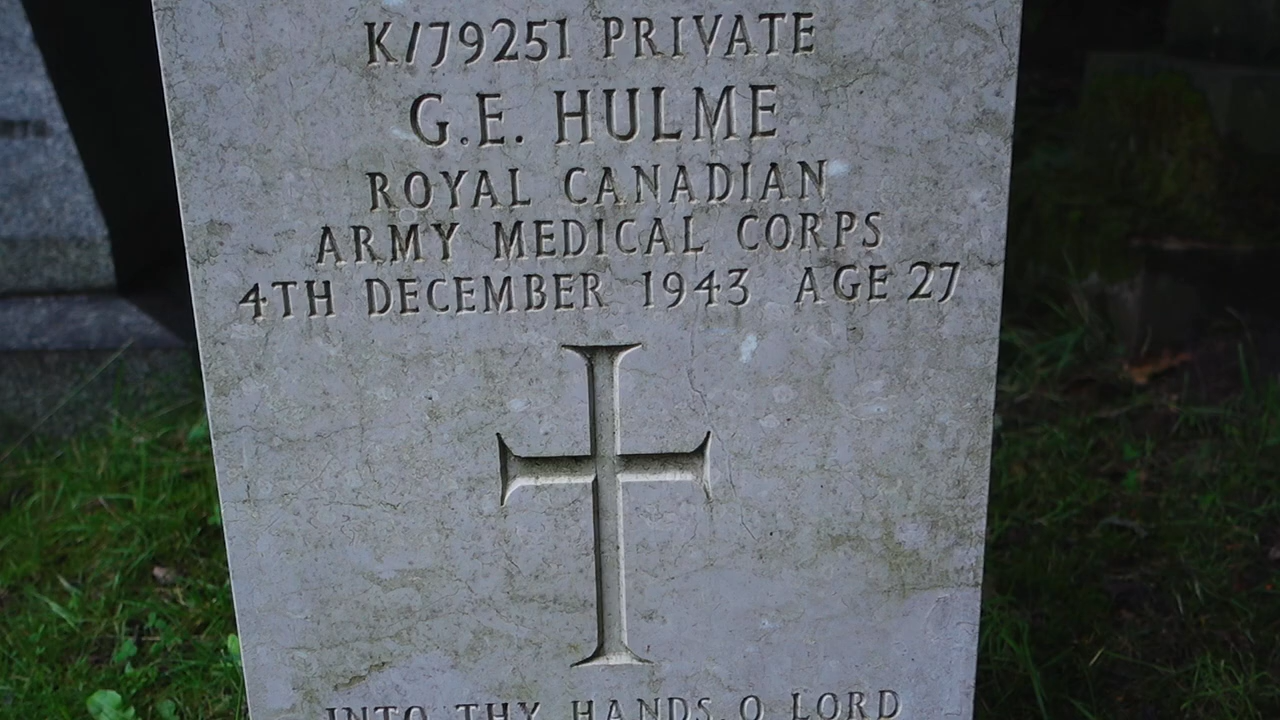 K/79251 PRIVATE
G.E. HULME
ROYAL CANADIAN
ARMY MEDICAL CORPS
4TH DECEMBER 1943 AGE 27
INTO THY HANDS, O LORD